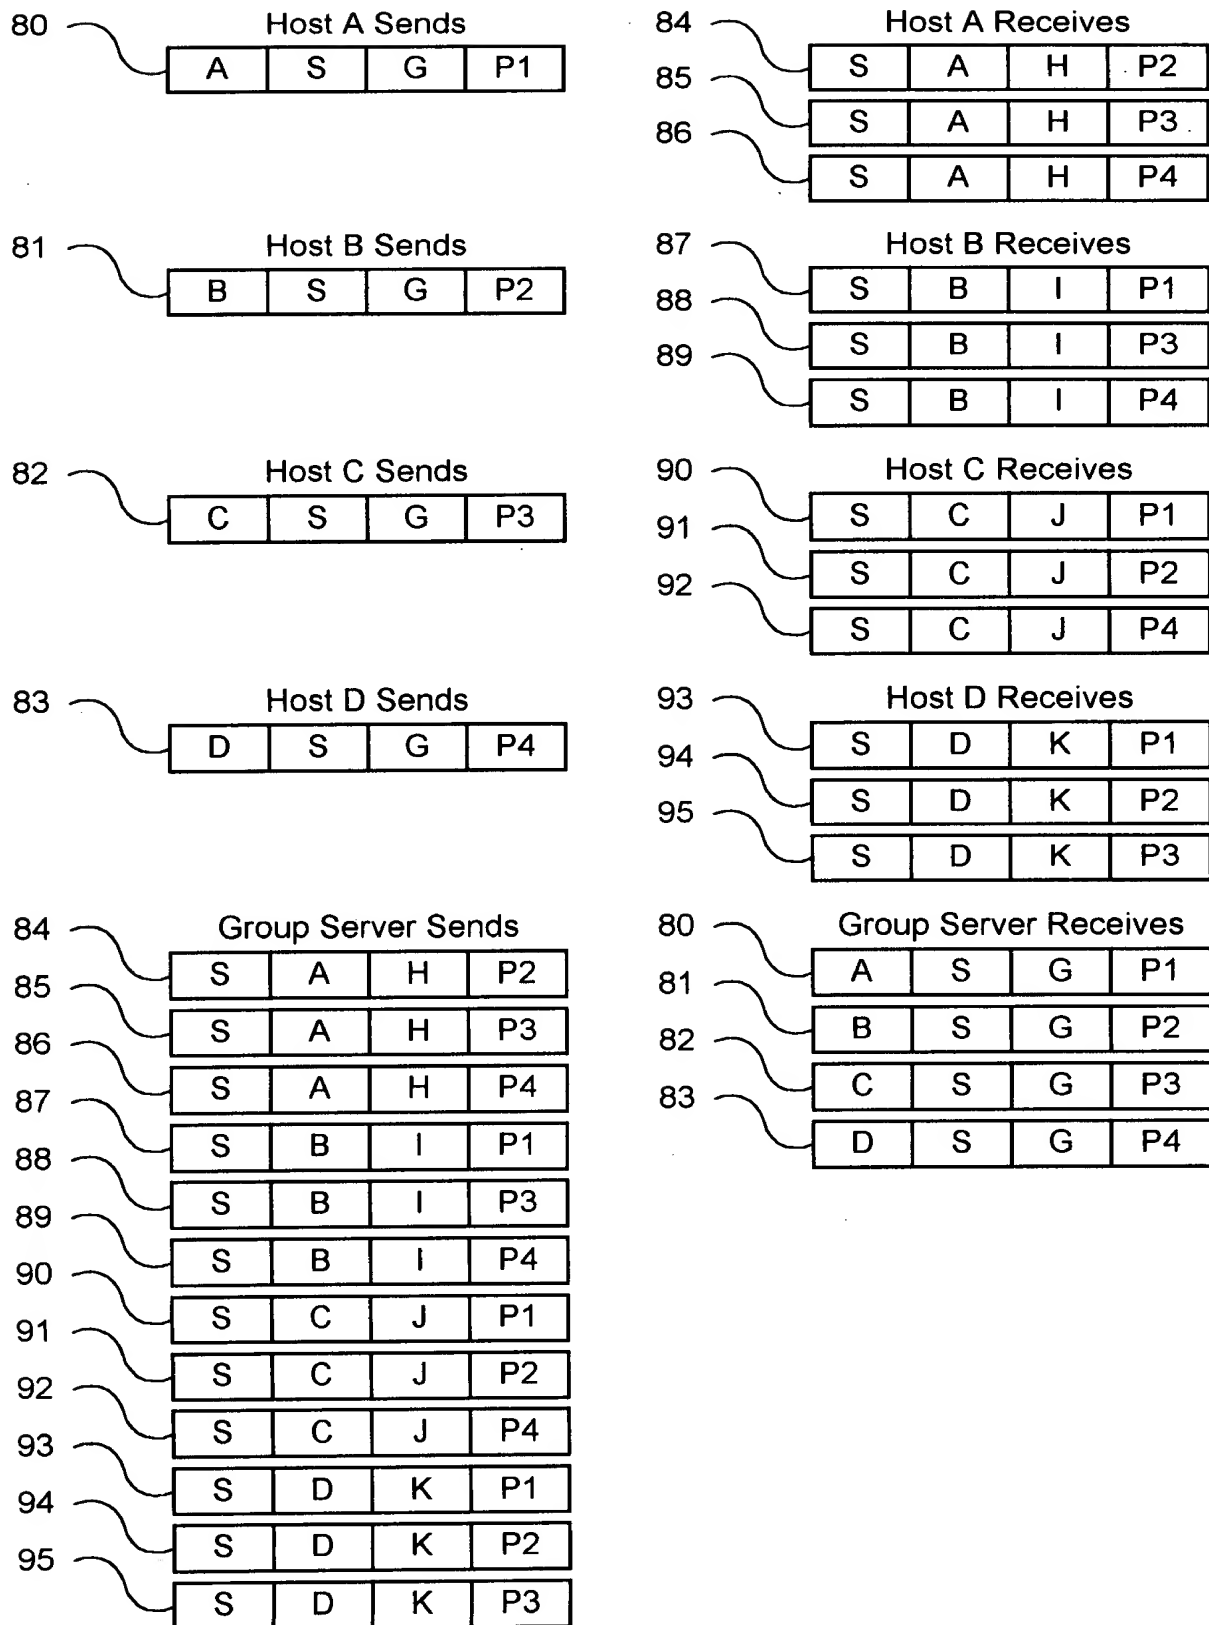 80 Host A Sends
A S G P1
84 Host A Receives
85 S A H P2
86 S A H P3
S A H P4
81 Host B Sends
B S G P2
87 Host B Receives
88 S B I P1
89 S B I P3
S B I P4
82 Host C Sends
C S G P3
90 Host C Receives
91 S C J P1
92 S C J P2
S C J P4
83 Host D Sends
D S G P4
93 Host D Receives
94 S D K P1
95 S D K P2
S D K P3
84 Group Server Sends
85 S A H P2
86 S A H P3
87 S A H P4
88 S B I P1
89 S B I P3
90 S B I P4
91 S C J P1
92 S C J P2
93 S C J P4
94 S D K P1
95 S D K P2
S D K P3
80 Group Server Receives
81 A S G P1
82 B S G P2
83 C S G P3
D S G P4